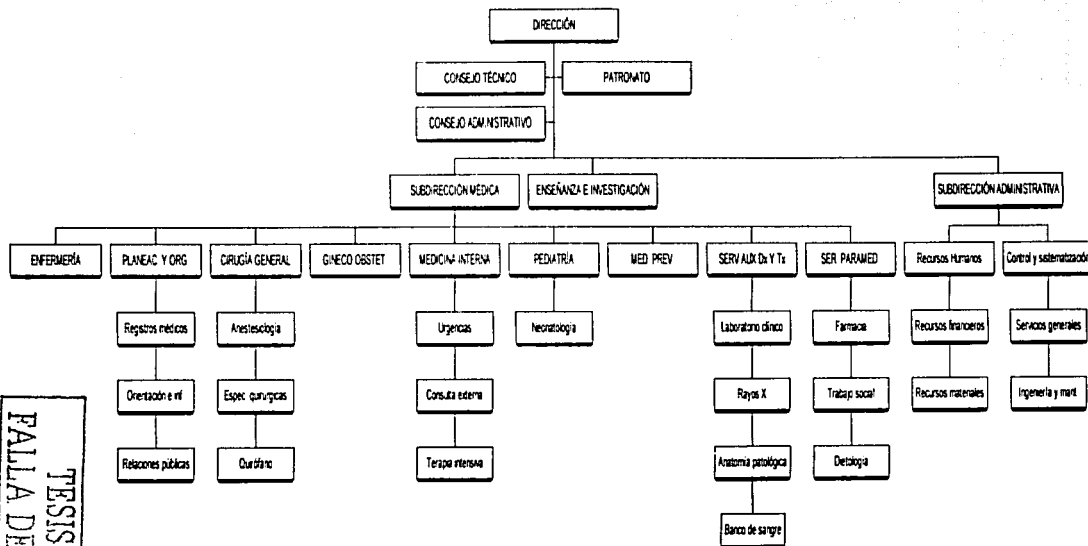 DIRECCIÓN
CONSEJO TÉCNICO
PATRONATO
CONSEJO ADMINISTRATIVO
SUBDIRECCIÓN MÉDICA
ENSEÑANZA E INVESTIGACIÓN
SUBDIRECCIÓN ADMINISTRATIVA
ENFERMERÍA
PLANEAC Y ORG
CIRUGÍA GENERAL
GINECO OBSTET
MEDICINA INTERNA
PEDIATRÍA
MED PREV
SERV AUX Dx Y Tx
SER PARAMED
Recursos Humanos
Control y sistematización
Registros médicos
Anestesiología
Urgencias
Neonatología
Laboratorio clínico
Farmacia
Recursos financieros
Servicios generales
Orientación e inf
Espec quirurgicas
Consulta externa
Rayos X
Trabajo social
Recursos materiales
Ingeniería y mant
Relaciones públicas
Quirófano
Terapia intensiva
Anatomía patológica
Dietología
Banco de sangre
TESIS
FALLA DE